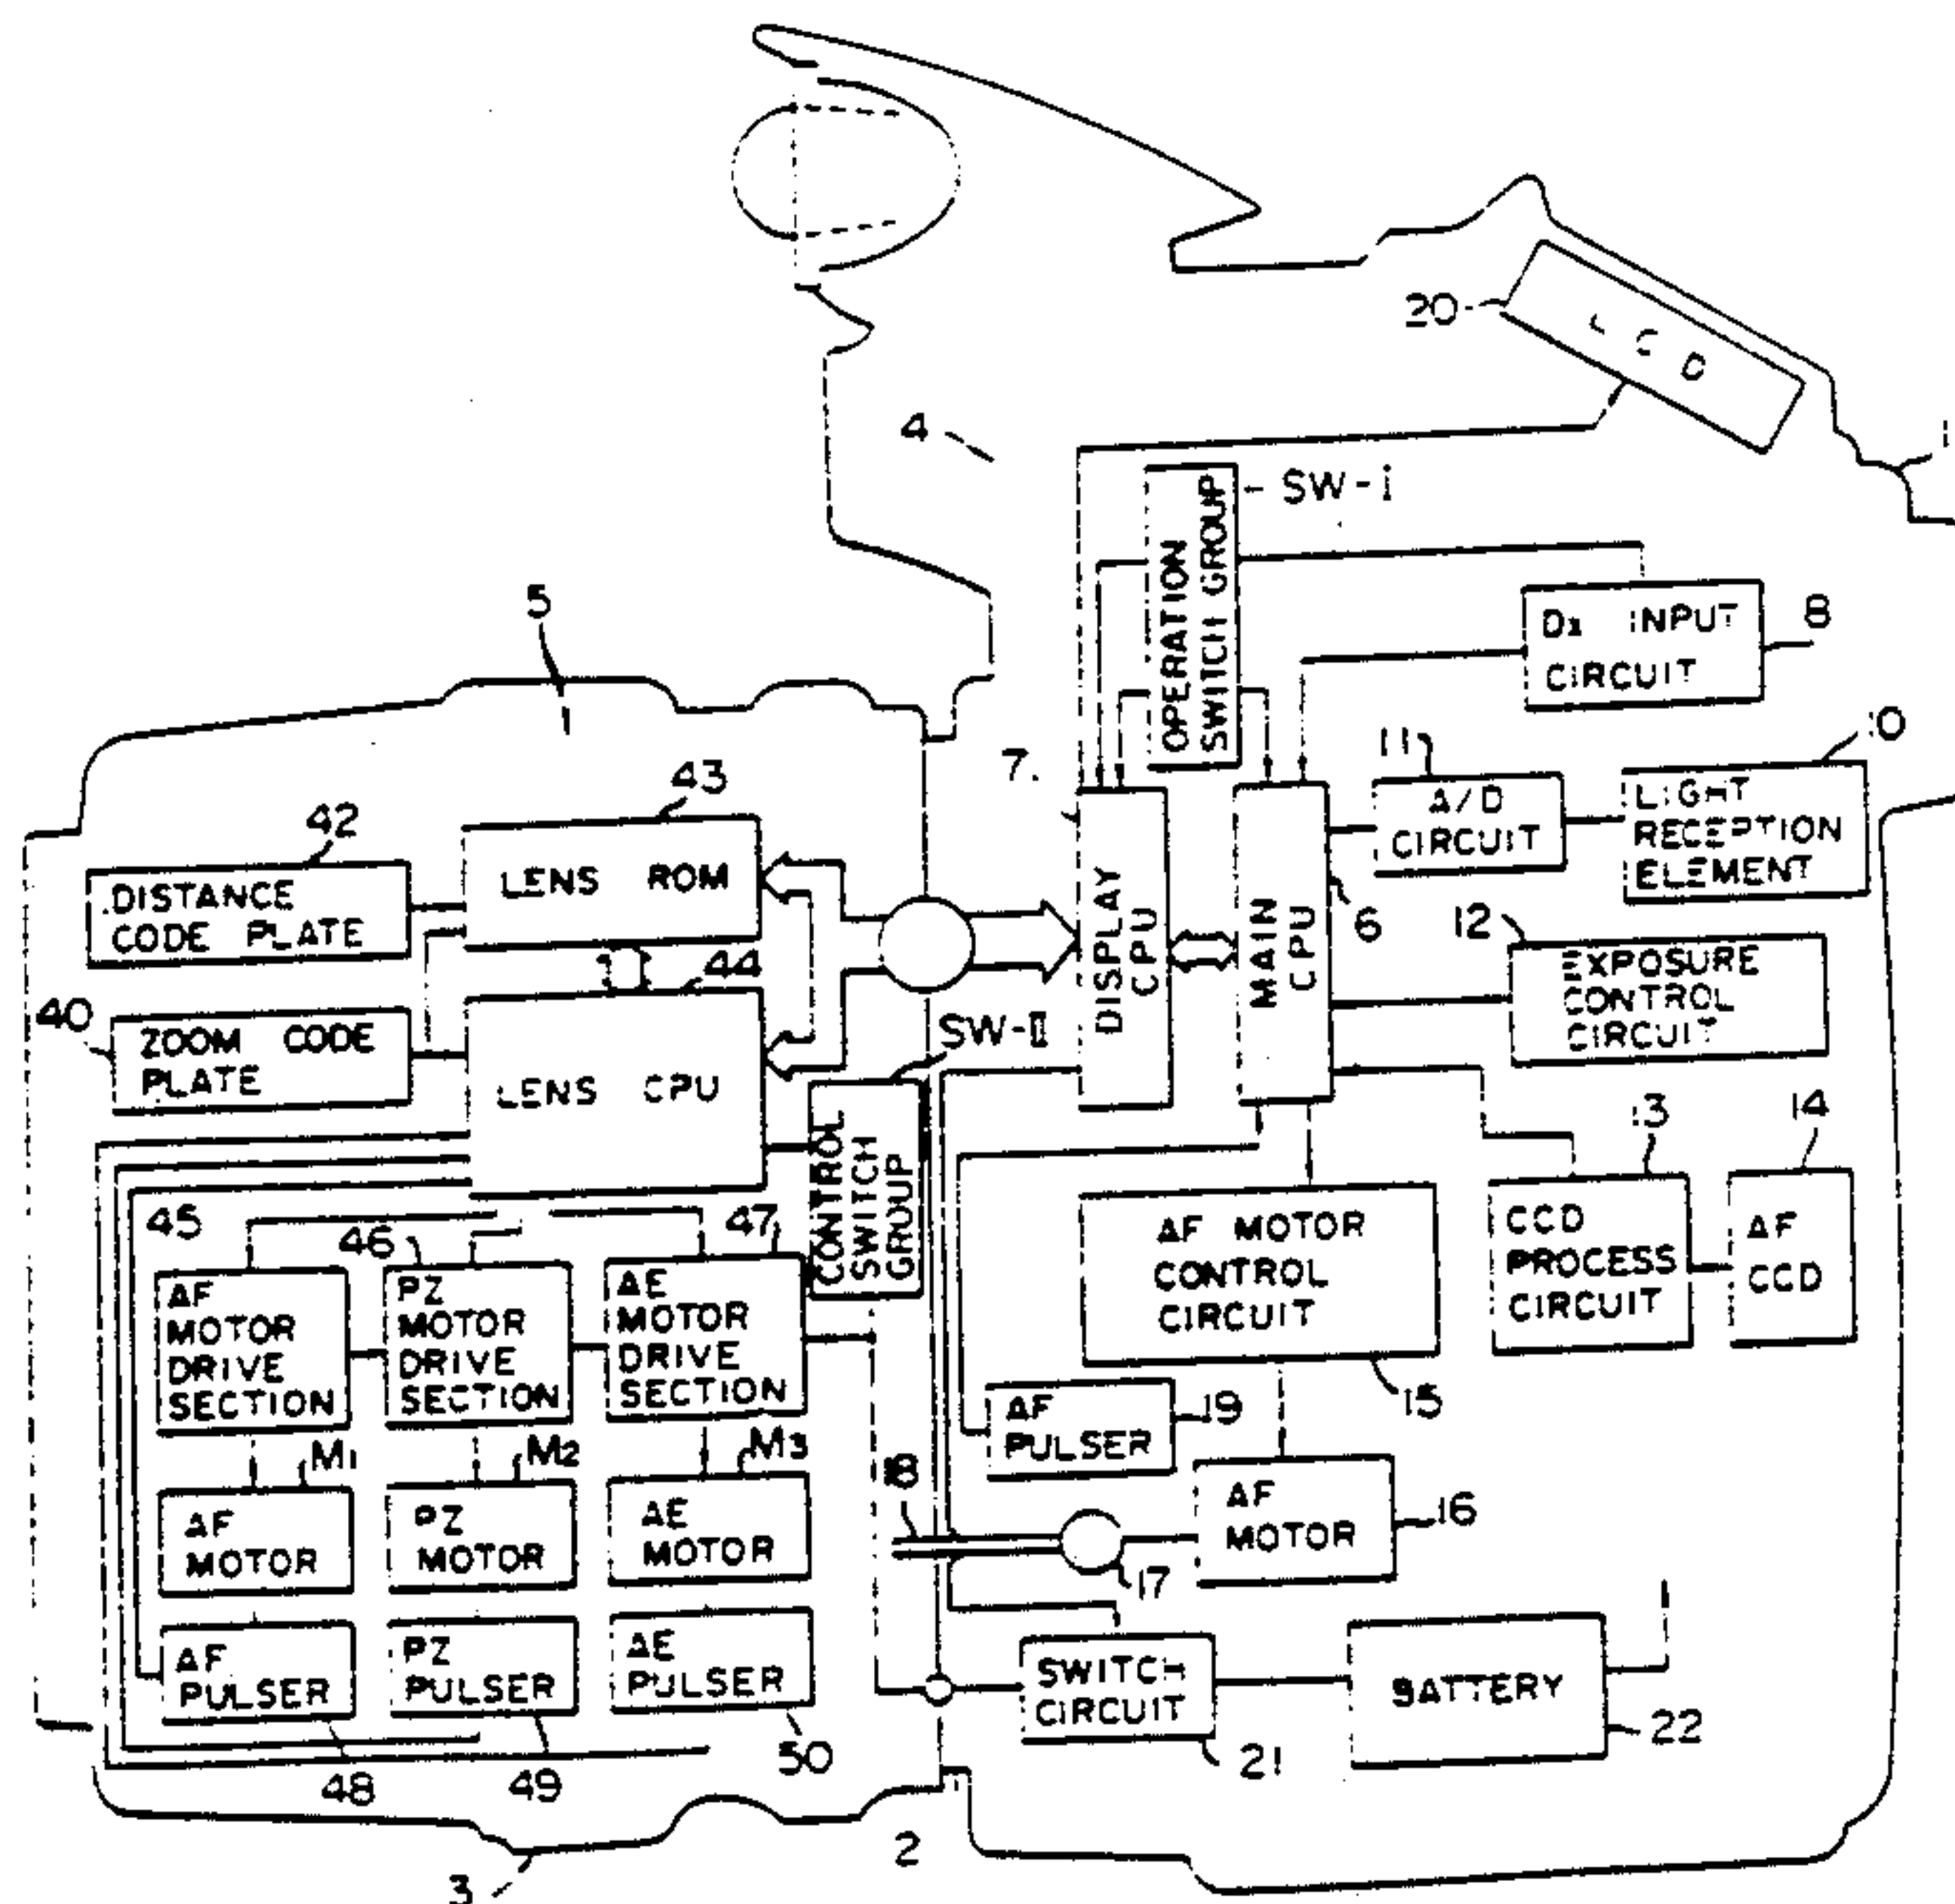 20
LCD
4
SW-I
OPERATION
SWITCH GROUP
5
Dx INPUT
CIRCUIT
8
7
11
10
43
A/D
CIRCUIT
LIGHT
RECEPTION
ELEMENT
42
LENS ROM
DISTANCE
CODE PLATE
DISPLAY
CPU
MAIN
CPU
6
12
EXPOSURE
CONTROL
CIRCUIT
44
40
ZOOM CODE
PLATE
SW-II
LENS CPU
CONTROL
SWITCH
GROUP
13
14
45
46
47
AF MOTOR
CONTROL
CIRCUIT
CCD
PROCESS
CIRCUIT
AF
CCD
AF
MOTOR
DRIVE
SECTION
PZ
MOTOR
DRIVE
SECTION
AE
MOTOR
DRIVE
SECTION
15
AF
PULSER
19
M1
M2
M3
18
AF
MOTOR
16
AF
MOTOR
PZ
MOTOR
AE
MOTOR
17
AF
PULSER
PZ
PULSER
AE
PULSER
SWITCH
CIRCUIT
BATTERY
22
21
50
48
49
2
3
1